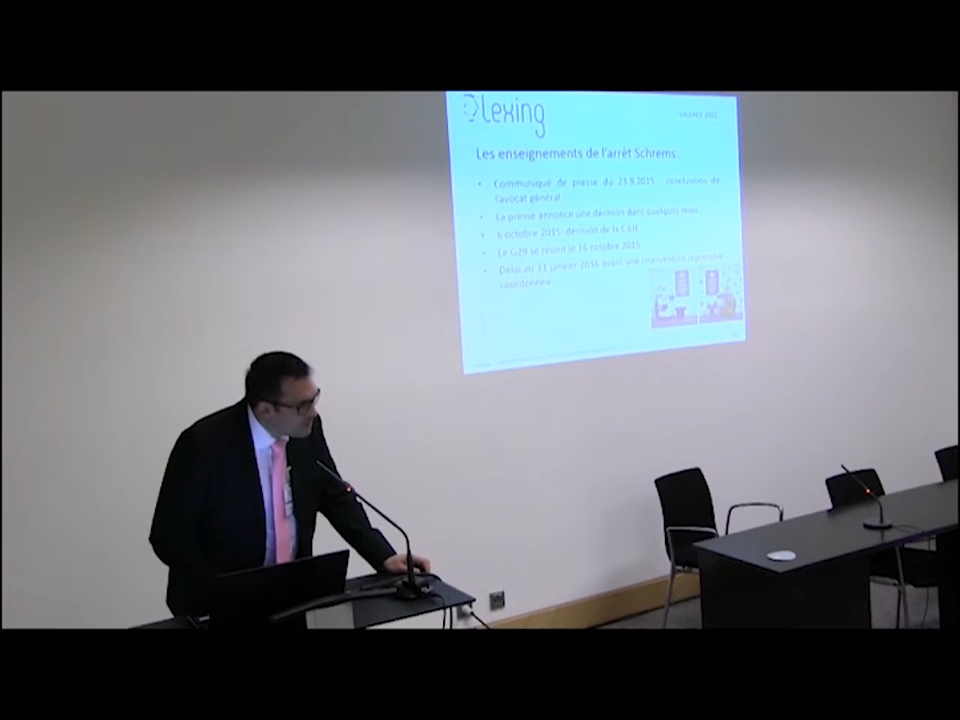 Lexing
Les enseignements de l'arrêt Schrems
• Communiqué de presse du 23.9.2015 conclusions de
l'avocat général
• La presse annonce une décision dans quelques mois
• 6 octobre 2015: décision de la CJUE
• Le G29 se réunit le 16 octobre 2015
• Délai au 31 janvier 2016 avant une intervention répressive
coordonnée